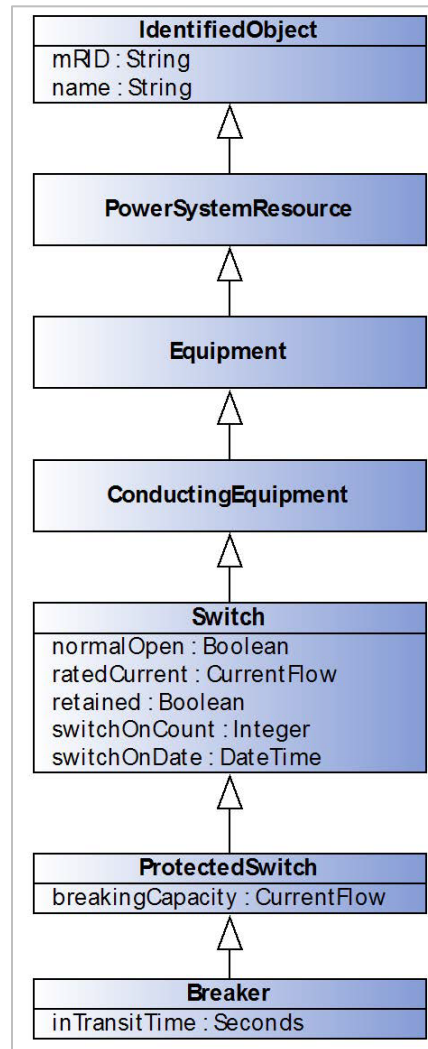 IdentifiedObject
mRID : String
name : String
PowerSystemResource
Equipment
ConductingEquipment
Switch
normalOpen : Boolean
ratedCurrent : CurrentFlow
retained : Boolean
switchOnCount : Integer
switchOnDate : DateTime
ProtectedSwitch
breakingCapacity : CurrentFlow
Breaker
inTransitTime : Seconds